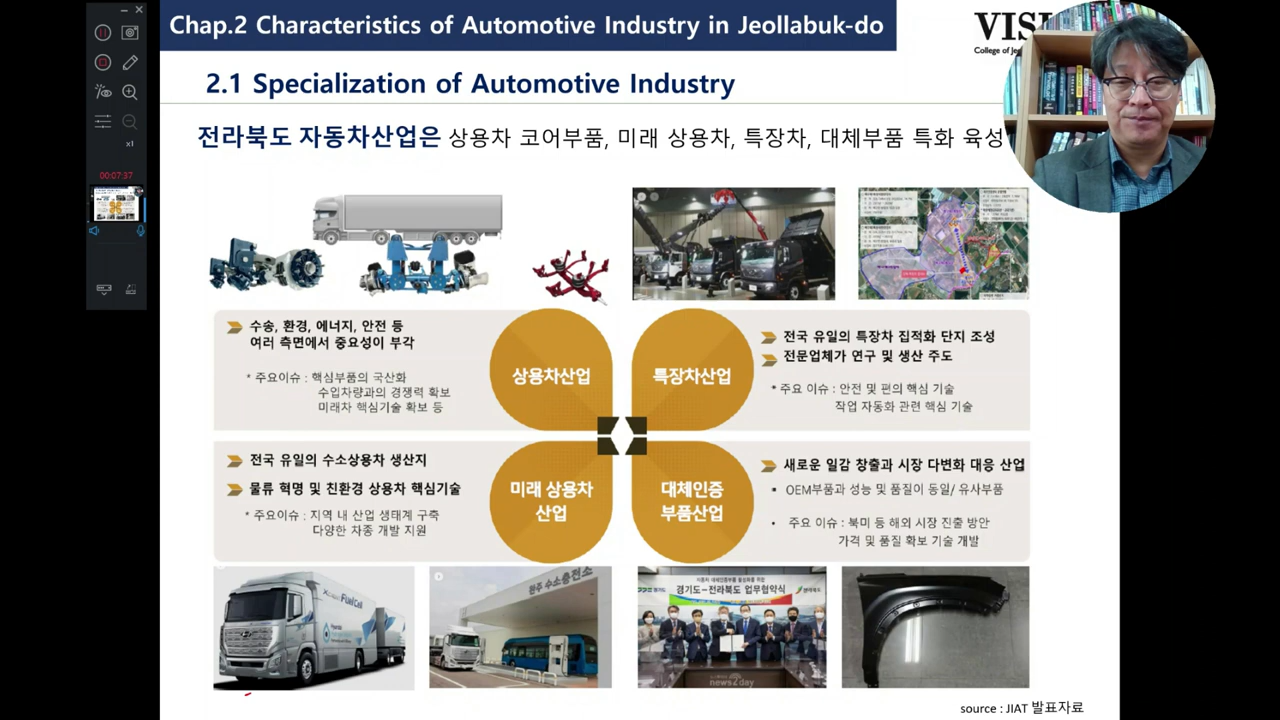 Chap.2 Characteristics of Automotive Industry in Jeollabuk-do
VISI
College of Je
2.1 Specialization of Automotive Industry
전라북도 자동차산업은 상용차 코어부품, 미래 상용차, 특장차, 대체부품 특화 육성
x1
00:07:37
수송, 환경, 에너지, 안전 등
여러 측면에서 중요성이 부각
* 주요이슈 : 핵심부품의 국산화
수입차량과의 경쟁력 확보
미래차 핵심기술 확보 등
상용차산업
특장차산업
전국 유일의 특장차 집적화 단지 조성
전문업체가 연구 및 생산 주도
* 주요 이슈 : 안전 및 편의 핵심 기술
작업 자동화 관련 핵심 기술
전국 유일의 수소상용차 생산지
물류 혁명 및 친환경 상용차 핵심기술
* 주요이슈 : 지역 내 산업 생태계 구축
다양한 차종 개발 지원
미래 상용차
산업
대체인증
부품산업
새로운 일감 창출과 시장 다변화 대응 산업
▪ OEM부품과 성능 및 품질이 동일/ 유사부품
• 주요 이슈 : 북미 등 해외 시장 진출 방안
가격 및 품질 확보 기술 개발
Fuel Cell
완주 수소충전소
경기도-전라북도 업무협약식
news2day
source : JIAT 발표자료